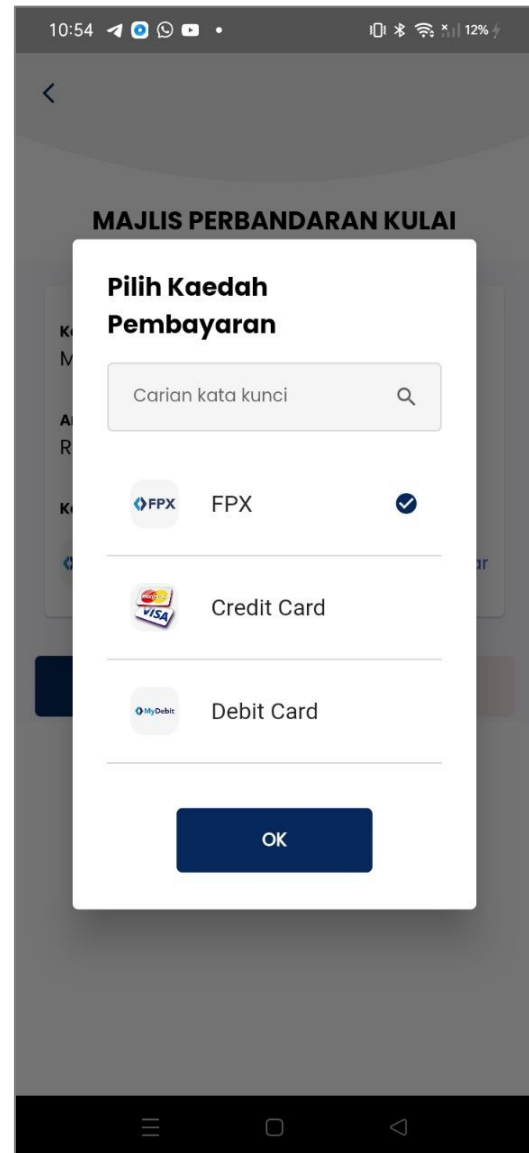 10:54
12%
MAJLIS PERBANDARAN KULAI
Pilih Kaedah
Pembayaran
Carian kata kunci
FPX FPX
VISA Credit Card
MyDebit Debit Card
OK